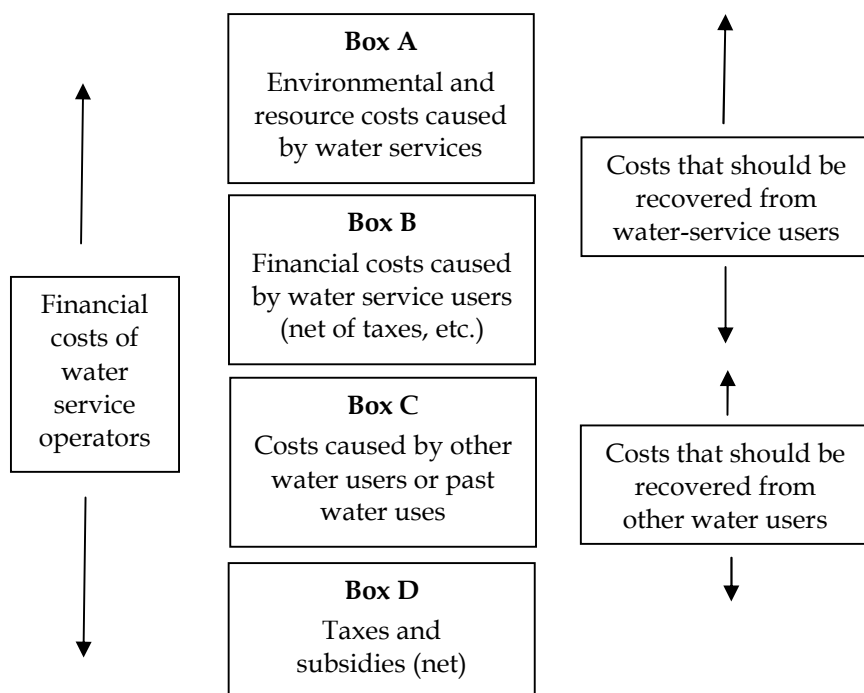 Box A
Environmental and
resource costs caused
by water services
Costs that should be
recovered from
water-service users
Box B
Financial costs caused
by water service users
(net of taxes, etc.)
Financial
costs of
water
service
operators
Box C
Costs caused by other
water users or past
water uses
Costs that should be
recovered from
other water users
Box D
Taxes and
subsidies (net)